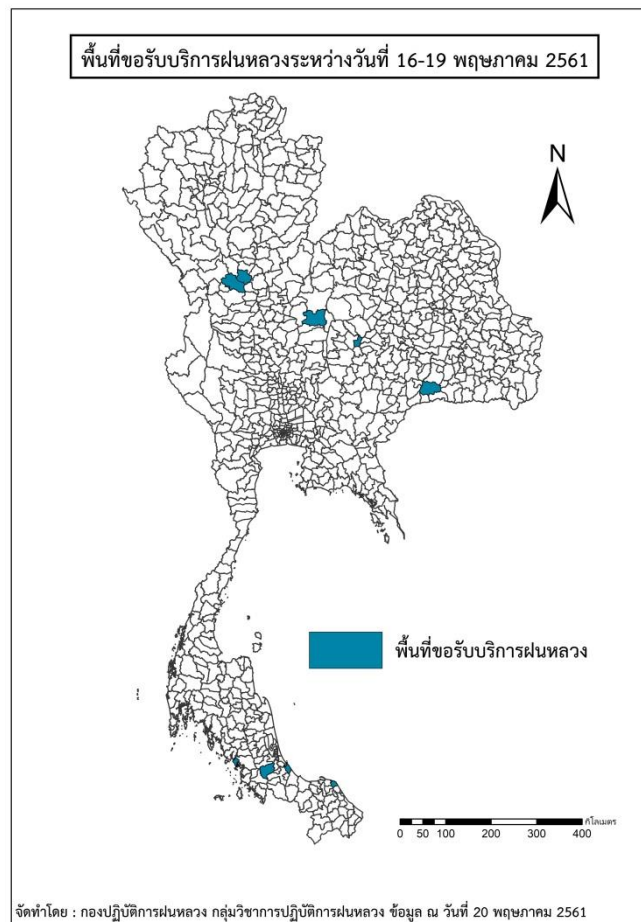 พื้นที่ขอรับบริการฝนหลวงระหว่างวันที่ 16-19 พฤษภาคม 2561
N
พื้นที่ขอรับบริการฝนหลวง
กิโลเมตร
0 25 50 100 200 300 400
จัดทำโดย : กองปฏิบัติการฝนหลวง กลุ่มวิชาการปฏิบัติการฝนหลวง ข้อมูล ณ วันที่ 20 พฤษภาคม 2561